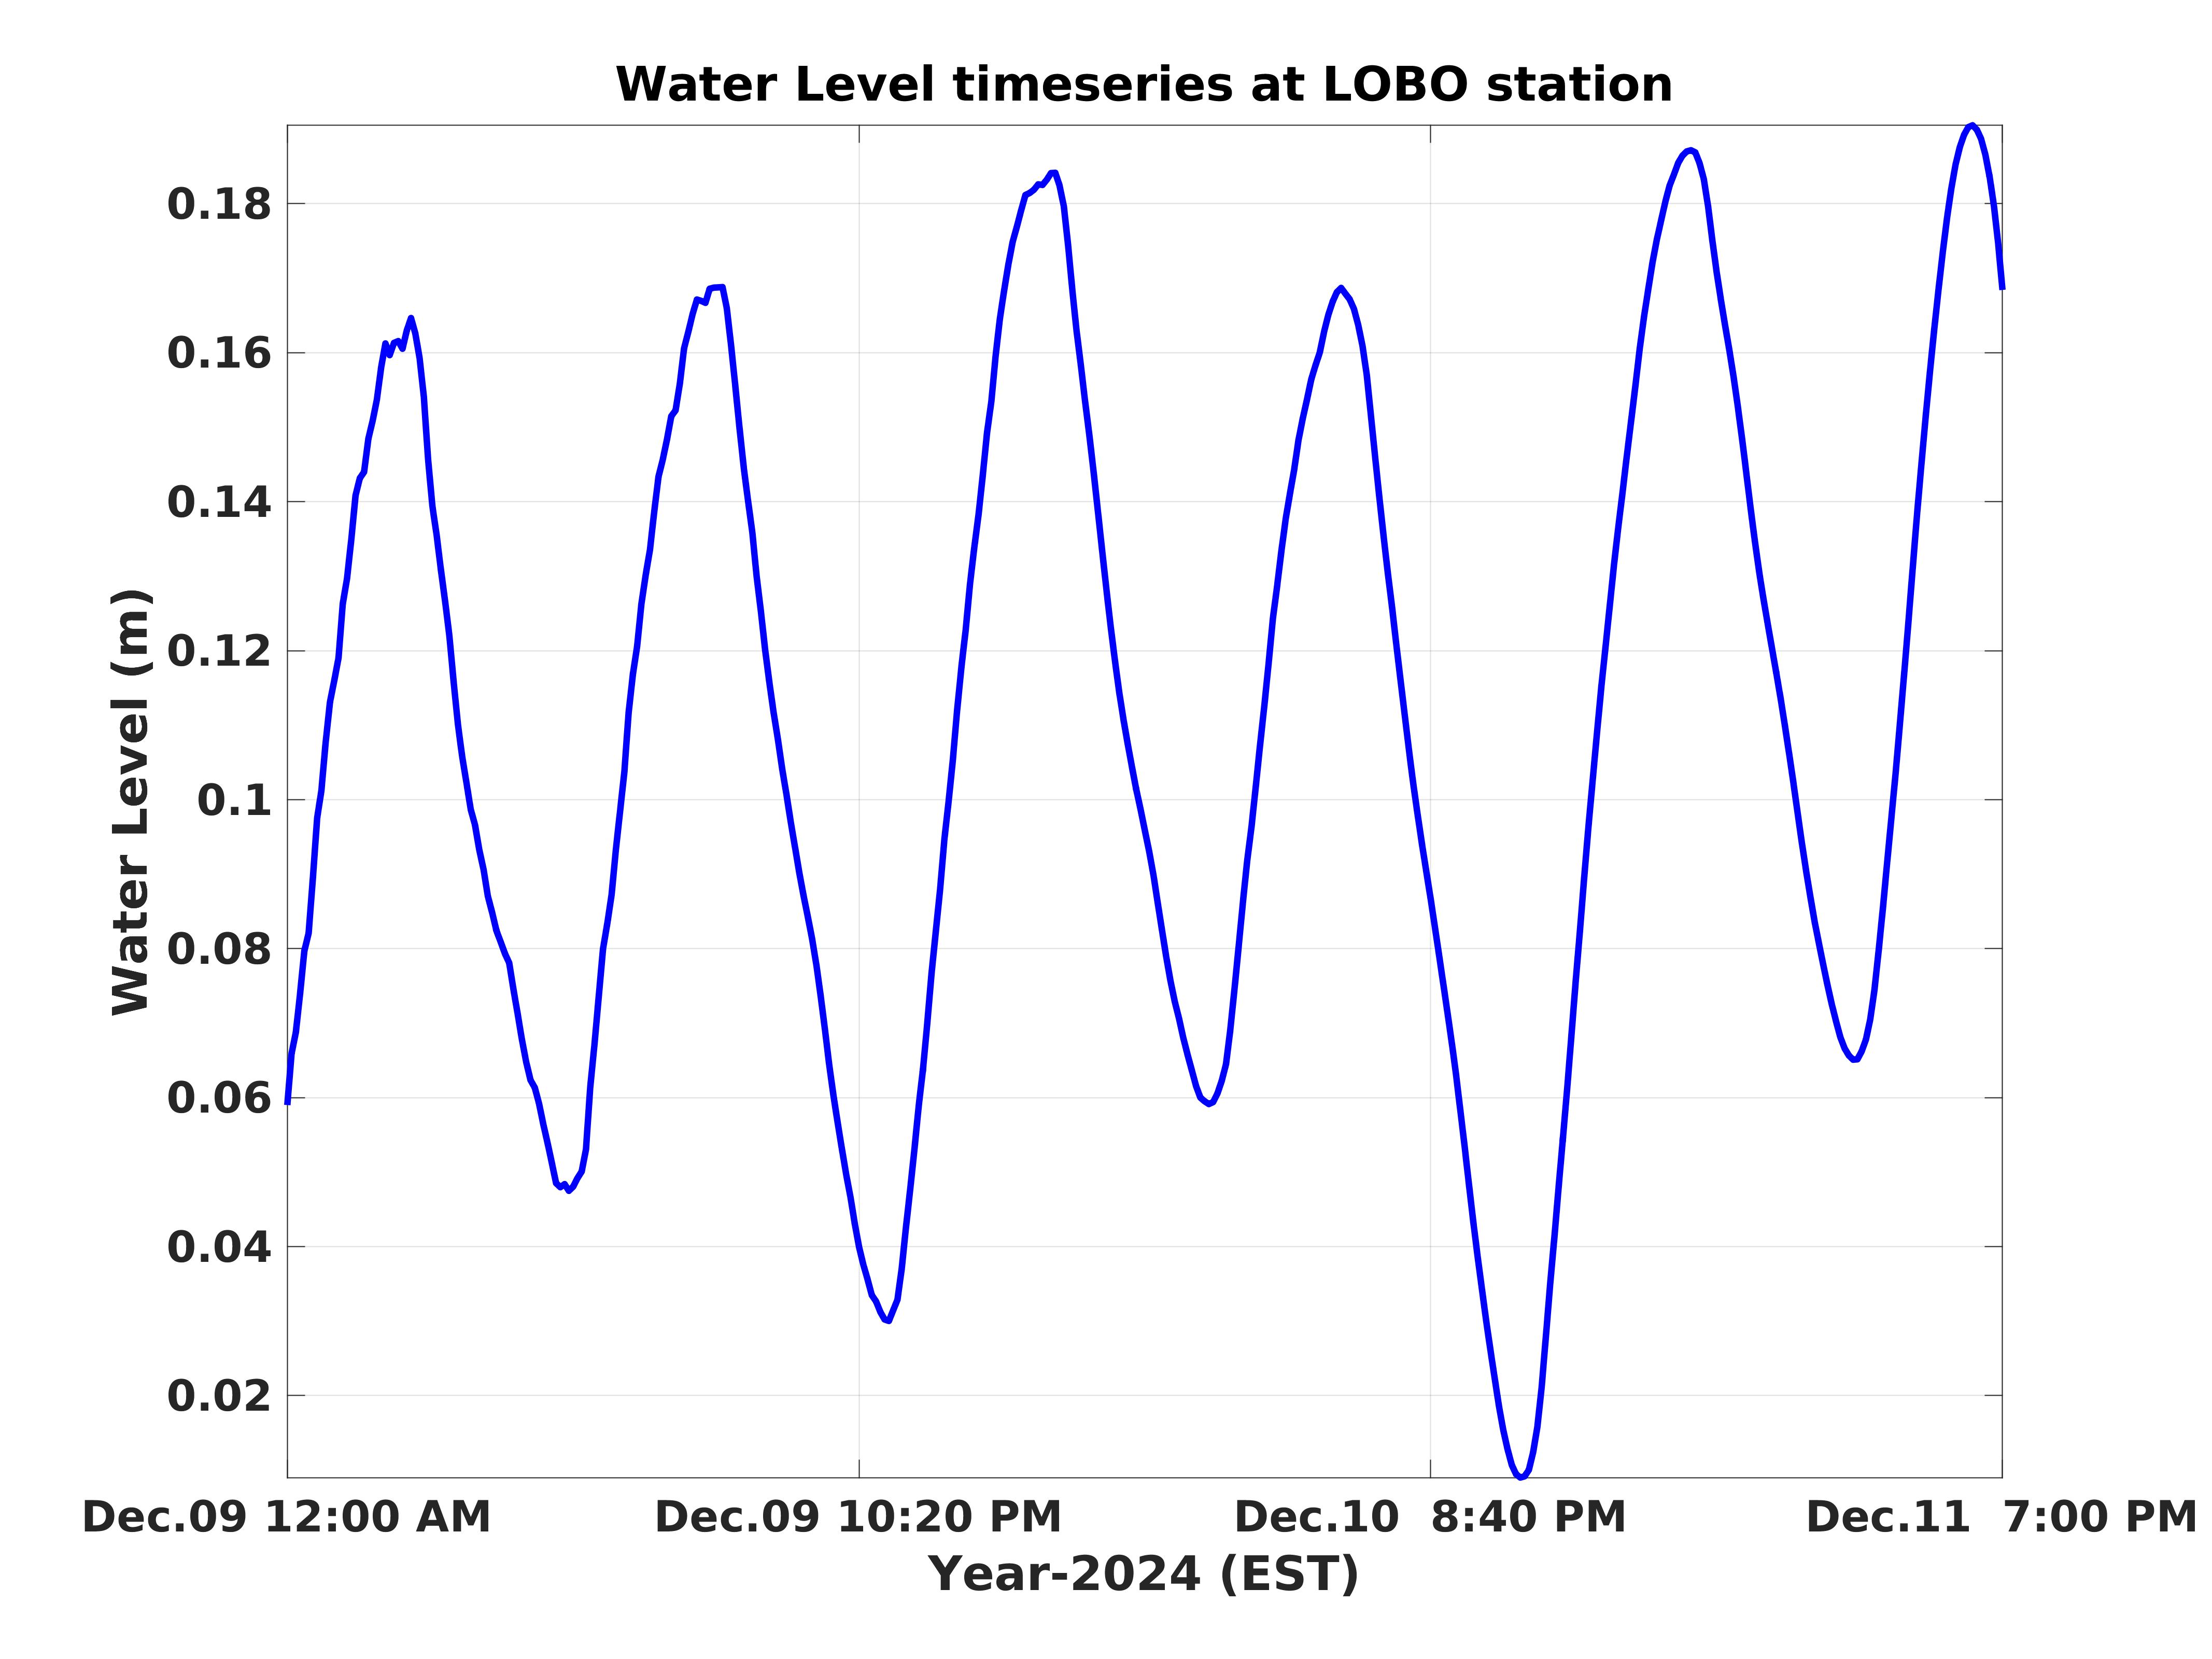 Water Level timeseries at LOBO station
Water Level (m)
0.18
0.16
0.14
0.12
0.1
0.08
0.06
0.04
0.02
Dec.09 12:00 AM
Dec.09 10:20 PM
Dec.10  8:40 PM
Dec.11  7:00 PM
Year-2024 (EST)